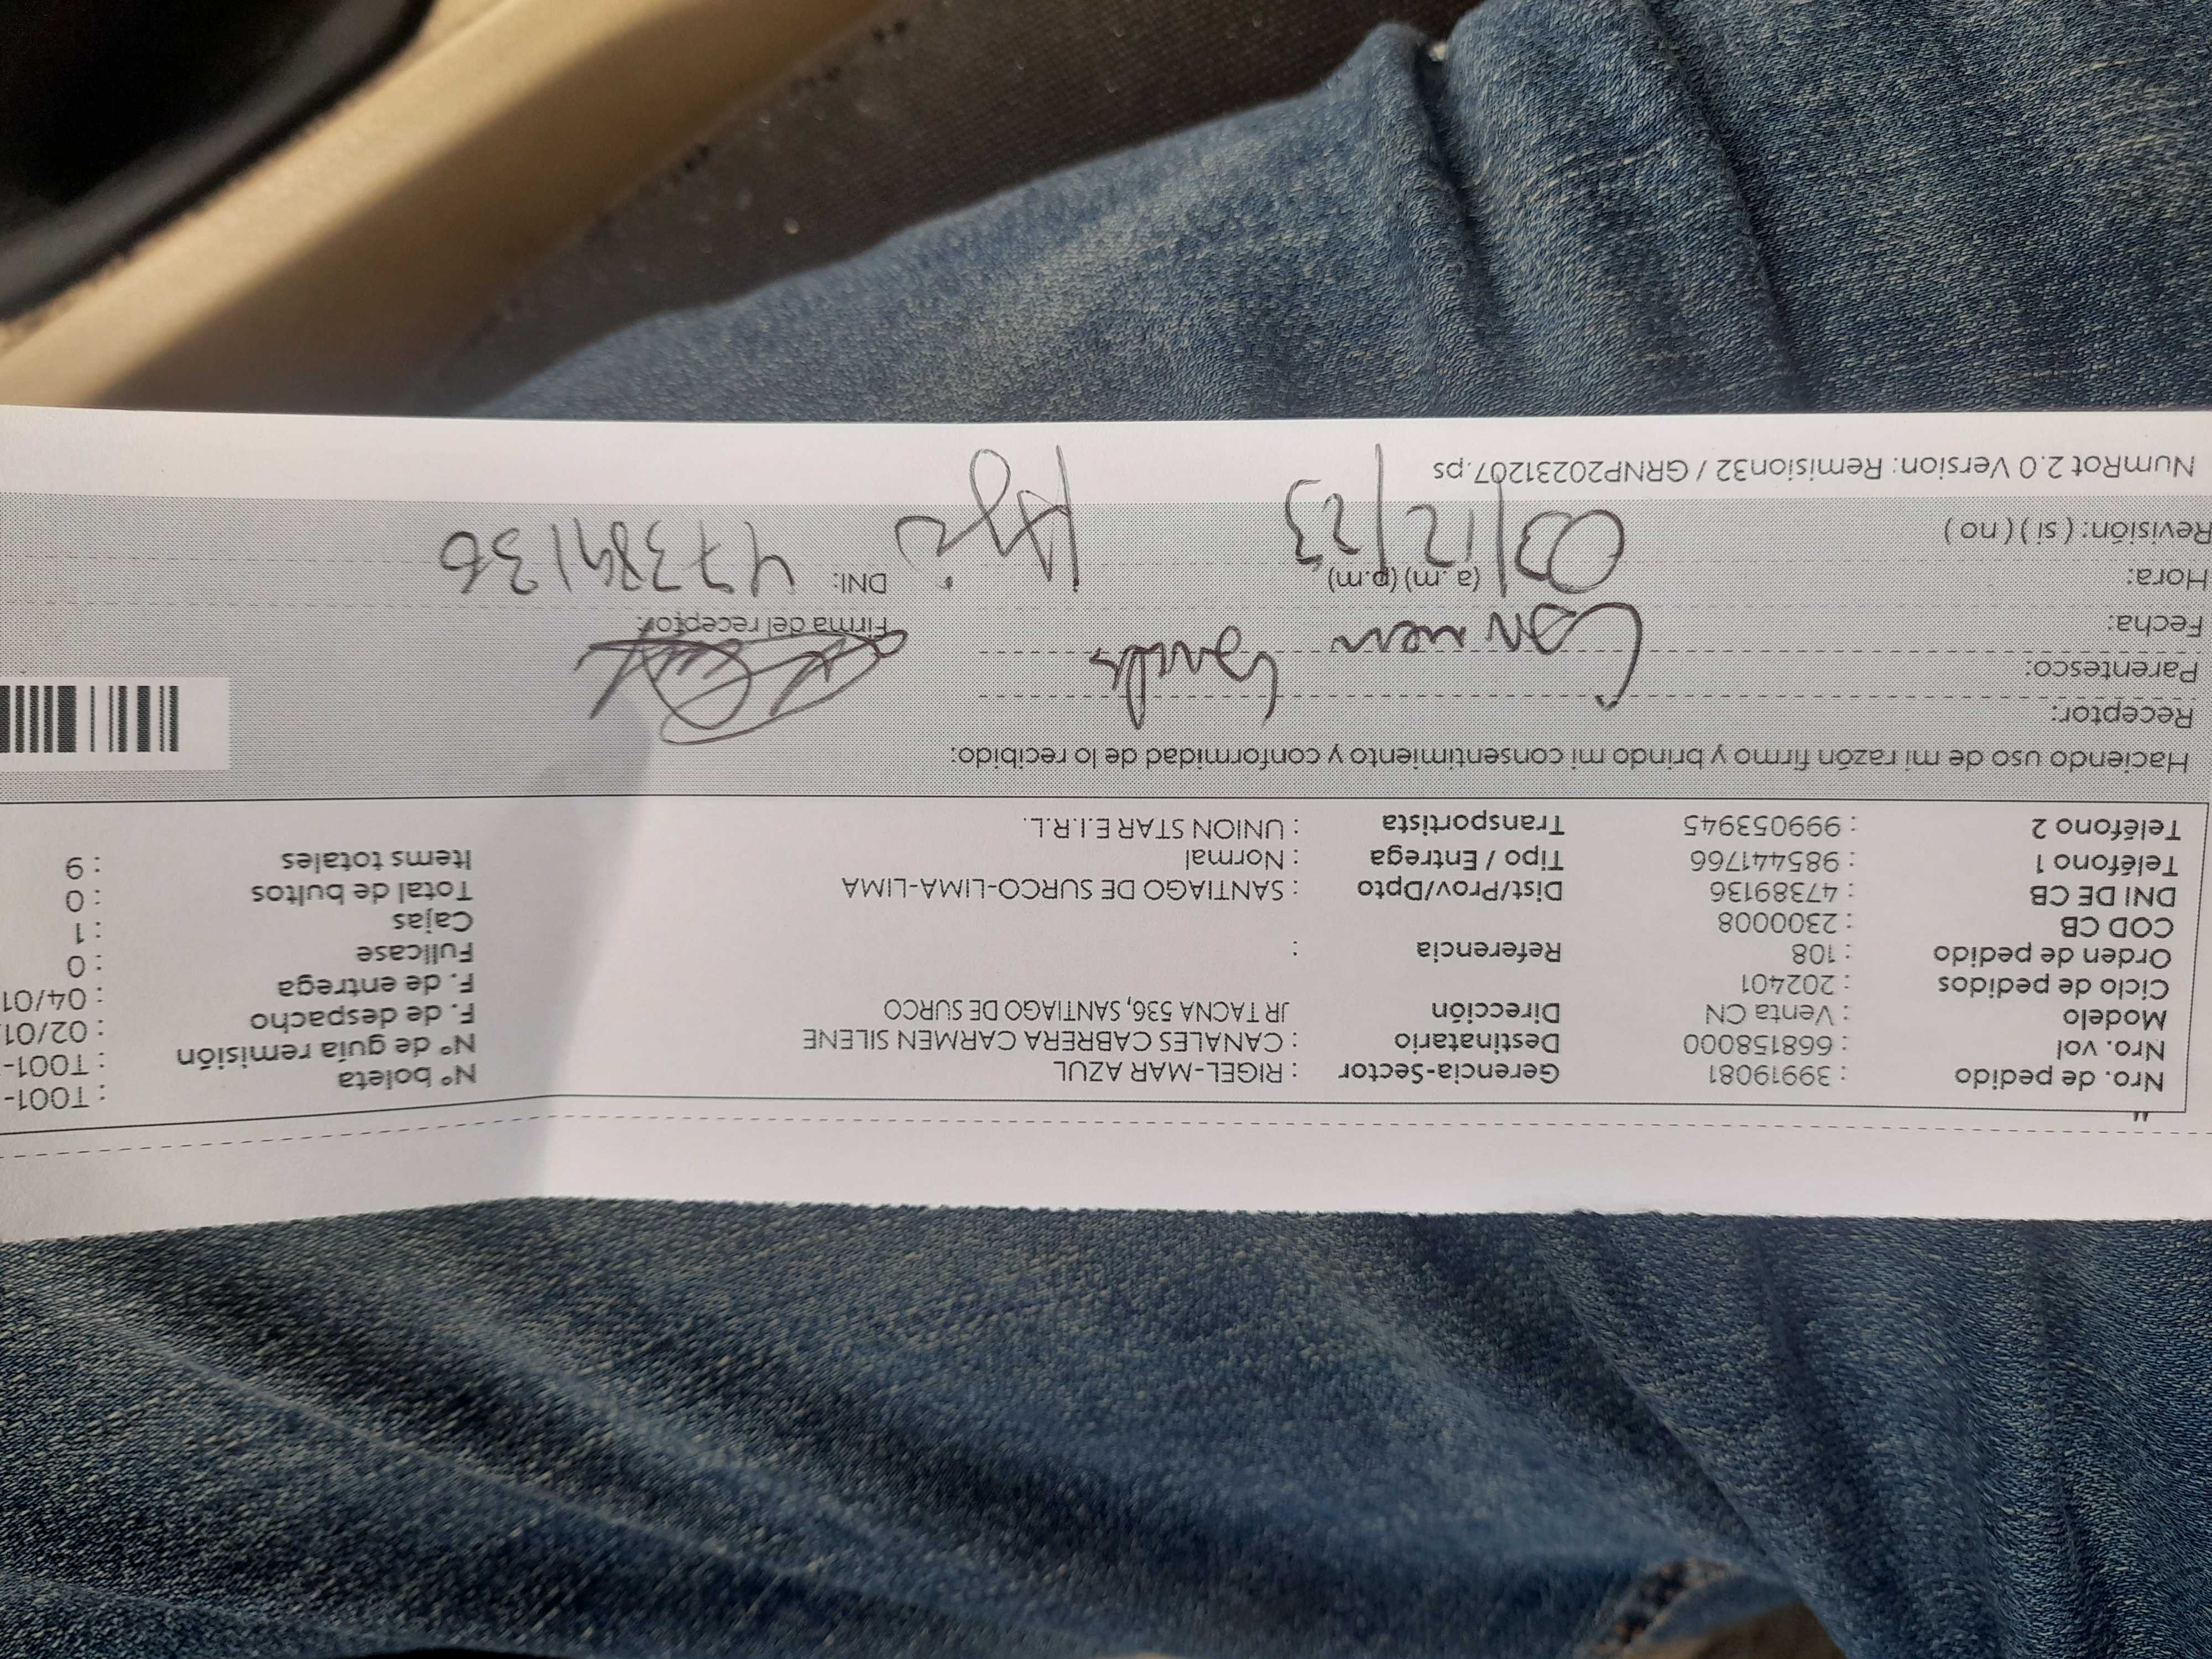 Nro. de pedido : 39919081 Gerencia-Sector : RIGEL-MAR AZUL N° boleta : T001-
Nro. vol : 668158000 Destinatario : CANALES CABRERA CARMEN SILENE N° de guía remisión : T001-
Modelo : Venta CN Dirección JR TACNA 536, SANTIAGO DE SURCO F. de despacho : 02/01
Ciclo de pedidos : 202401 F. de entrega : 04/01
Orden de pedido : 108 Referencia : Fullcase : 0
COD CB : 2300008 Cajas : 1
DNI DE CB : 47389136 Dist/Prov/Dpto : SANTIAGO DE SURCO-LIMA-LIMA Total de bultos : 0
Teléfono 1 : 985441766 Tipo / Entrega : Normal Items totales : 9
Teléfono 2 : 999053945 Transportista : UNION STAR E.I.R.L.
Haciendo uso de mi razón firmo y brindo mi consentimiento y conformidad de lo recibido:
Receptor:
Parentesco: Carmen Canales
Fecha: Firma del receptor:
Hora: (a.m) (p.m) DNI: 47389136
03/12/23
Revisión: ( si ) ( no )
NumRot 2.0 Version: Remision32 / GRNP20231207.ps